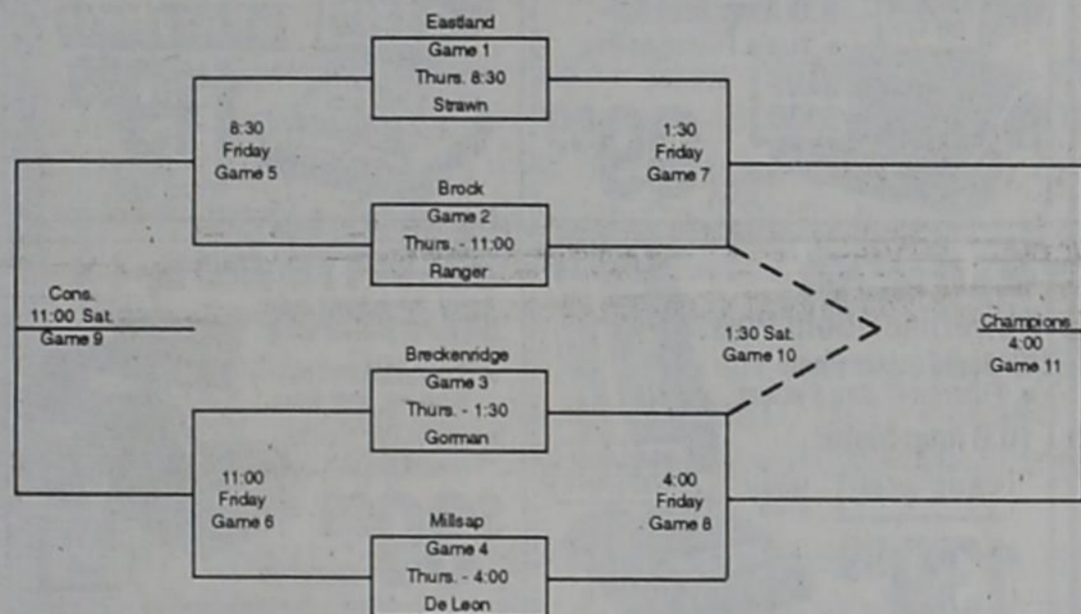 Eastland
Game 1
Thurs. 8:30
Strawn
8:30
Friday
Game 5
1:30
Friday
Game 7
Brock
Game 2
Thurs. - 11:00
Ranger
Cons.
11:00 Sat.
Game 9
1:30 Sat.
Game 10
Champions
4:00
Game 11
Breckenridge
Game 3
Thurs. - 1:30
Gorman
11:00
Friday
Game 6
4:00
Friday
Game 8
Millsap
Game 4
Thurs. - 4:00
De Leon